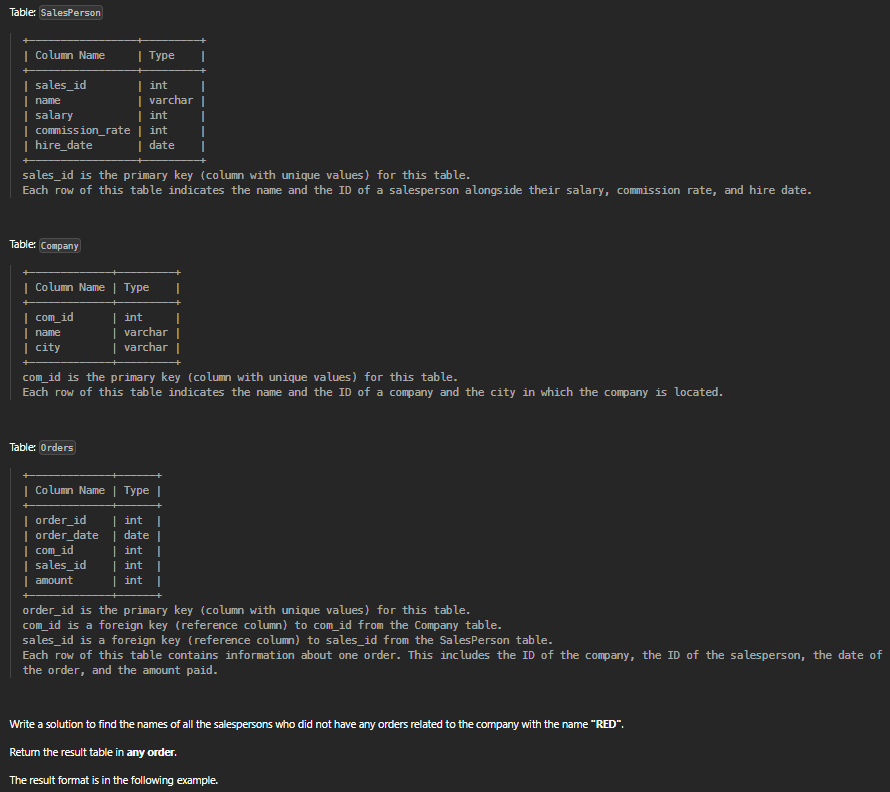 Table: SalesPerson
+-----------------+---------+
| Column Name     | Type    |
+-----------------+---------+
| sales_id        | int     |
| name            | varchar |
| salary          | int     |
| commission_rate | int     |
| hire_date       | date    |
+-----------------+---------+
sales_id is the primary key (column with unique values) for this table.
Each row of this table indicates the name and the ID of a salesperson alongside their salary, commission rate, and hire date.
Table: Company
+-------------+---------+
| Column Name | Type    |
+-------------+---------+
| com_id      | int     |
| name        | varchar |
| city        | varchar |
+-------------+---------+
com_id is the primary key (column with unique values) for this table.
Each row of this table indicates the name and the ID of a company and the city in which the company is located.
Table: Orders
+-------------+------+
| Column Name | Type |
+-------------+------+
| order_id    | int  |
| order_date  | date |
| com_id      | int  |
| sales_id    | int  |
| amount      | int  |
+-------------+------+
order_id is the primary key (column with unique values) for this table.
com_id is a foreign key (reference column) to com_id from the Company table.
sales_id is a foreign key (reference column) to sales_id from the SalesPerson table.
Each row of this table contains information about one order. This includes the ID of the company, the ID of the salesperson, the date of
the order, and the amount paid.
Write a solution to find the names of all the salespersons who did not have any orders related to the company with the name "RED".
Return the result table in any order.
The result format is in the following example.